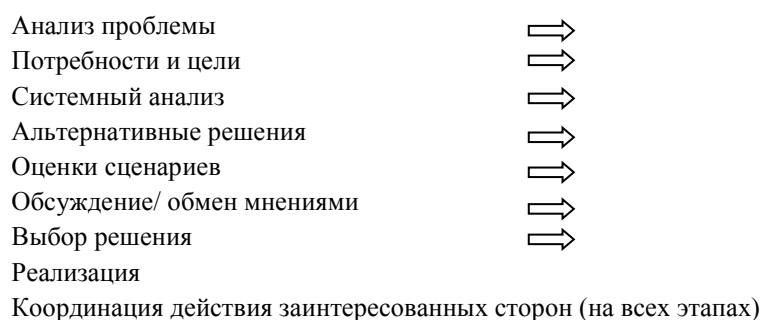 Анализ проблемы
Потребности и цели
Системный анализ
Альтернативные решения
Оценки сценариев
Обсуждение/ обмен мнениями
Выбор решения
Реализация
Координация действия заинтересованных сторон (на всех этапах)